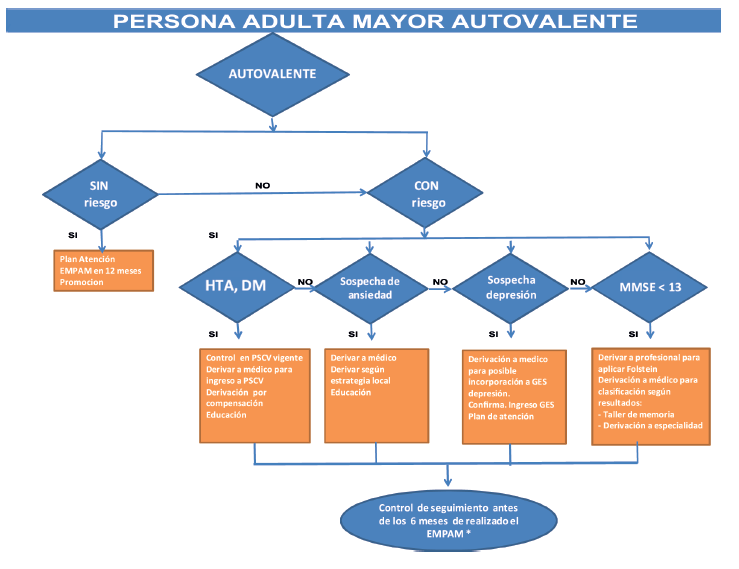 PERSONA ADULTA MAYOR AUTOVALENTE
AUTOVALENTE
SIN
riesgo
NO
CON
riesgo
SI
SI
Plan Atención
EMPAM en 12 meses
Promocion
HTA, DM
NO
Sospecha de
ansiedad
NO
Sospecha
depresión
NO
MMSE < 13
SI
SI
SI
SI
Control en PSCV vigente
Derivar a médico para
ingreso a PSCV
Derivación por
compensación
Educación
Derivar a médico
Derivar según
estrategia local
Educación
Derivación a medico
para posible
Incorporación a GES
depresión.
Confirma. Ingreso GES
Plan de atención
Derivar a profesional para
aplicar Folstein
Derivación a médico para
clasificación según
resultados:
- Taller de memoria
- Derivación a especialidad
Control de seguimiento antes
de los 6 meses de realizado el
EMPAM *